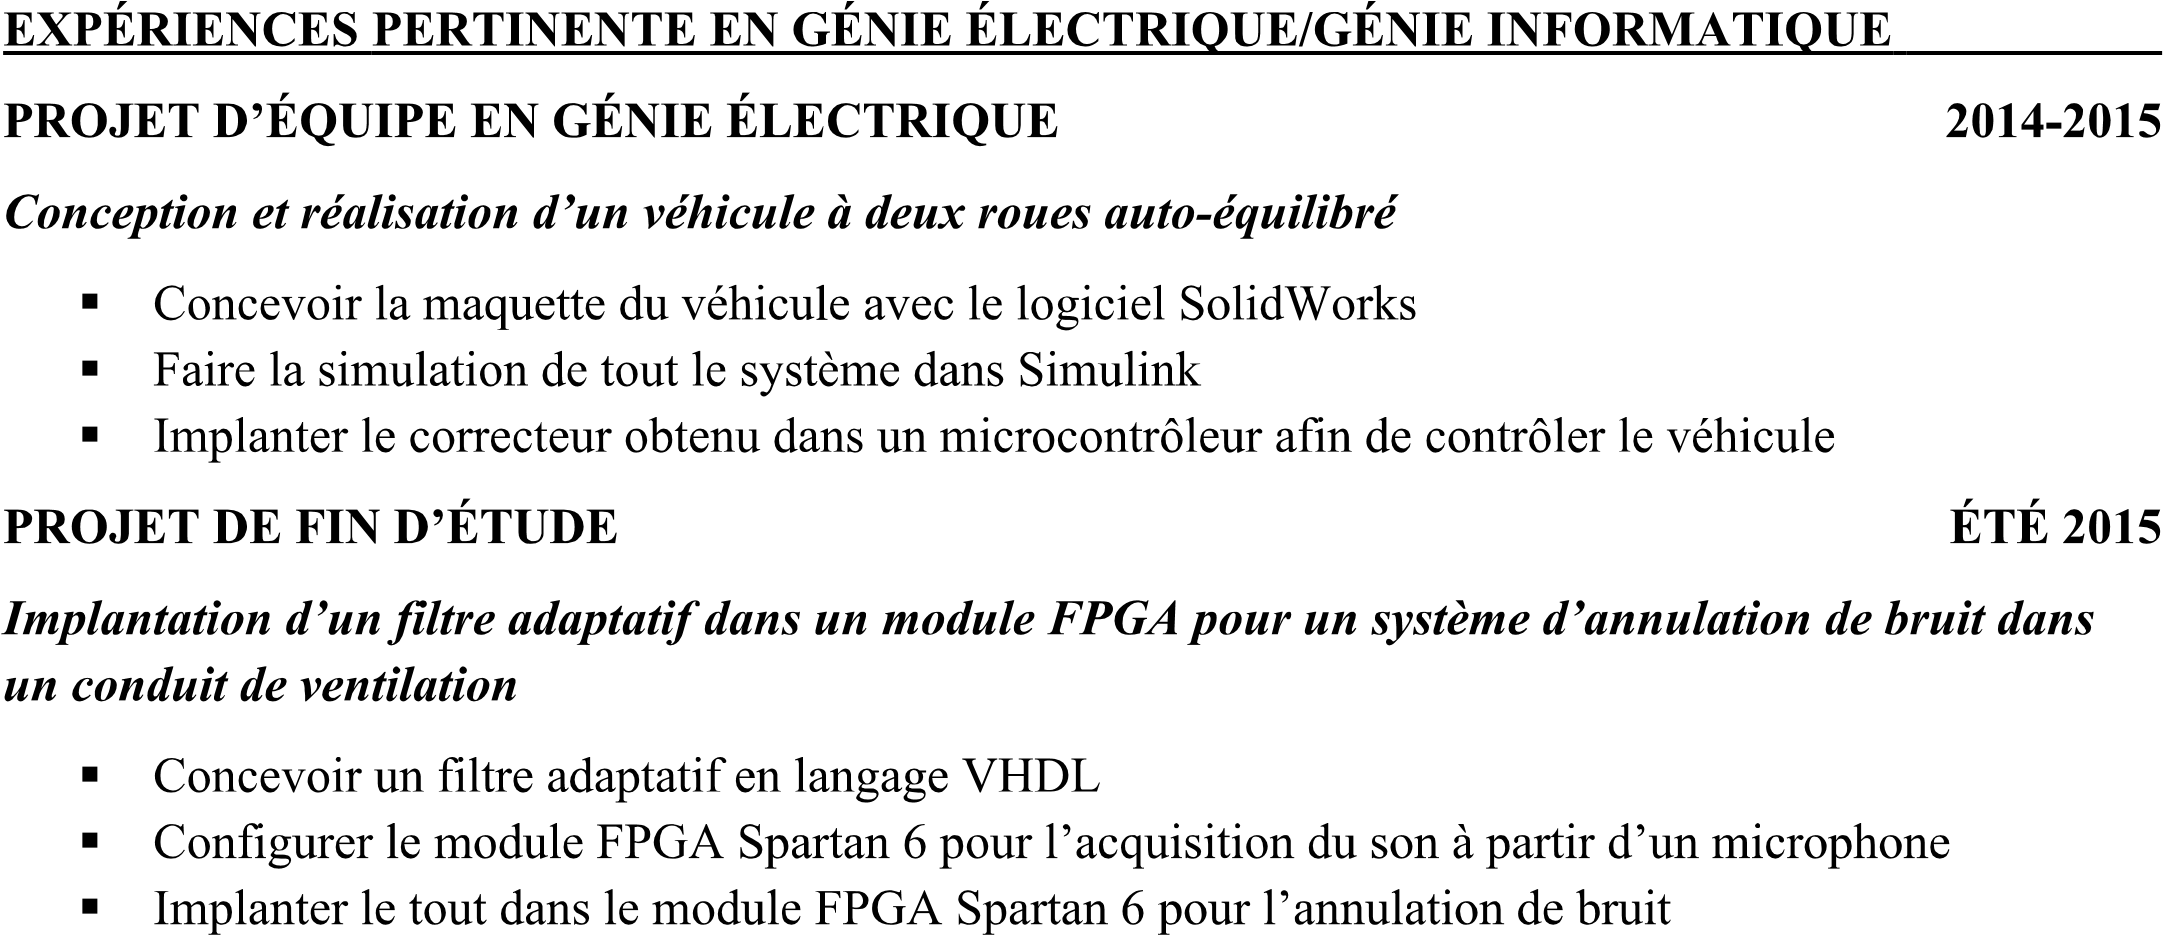 EXPÉRIENCES PERTINENTE EN GÉNIE ÉLECTRIQUE/GÉNIE INFORMATIQUE
PROJET D’ÉQUIPE EN GÉNIE ÉLECTRIQUE 2014-2015
Conception et réalisation d’un véhicule à deux roues auto-équilibré
▪ Concevoir la maquette du véhicule avec le logiciel SolidWorks
▪ Faire la simulation de tout le système dans Simulink
▪ Implanter le correcteur obtenu dans un microcontrôleur afin de contrôler le véhicule
PROJET DE FIN D’ÉTUDE ÉTÉ 2015
Implantation d’un filtre adaptatif dans un module FPGA pour un système d’annulation de bruit dans
un conduit de ventilation
▪ Concevoir un filtre adaptatif en langage VHDL
▪ Configurer le module FPGA Spartan 6 pour l’acquisition du son à partir d’un microphone
▪ Implanter le tout dans le module FPGA Spartan 6 pour l’annulation de bruit